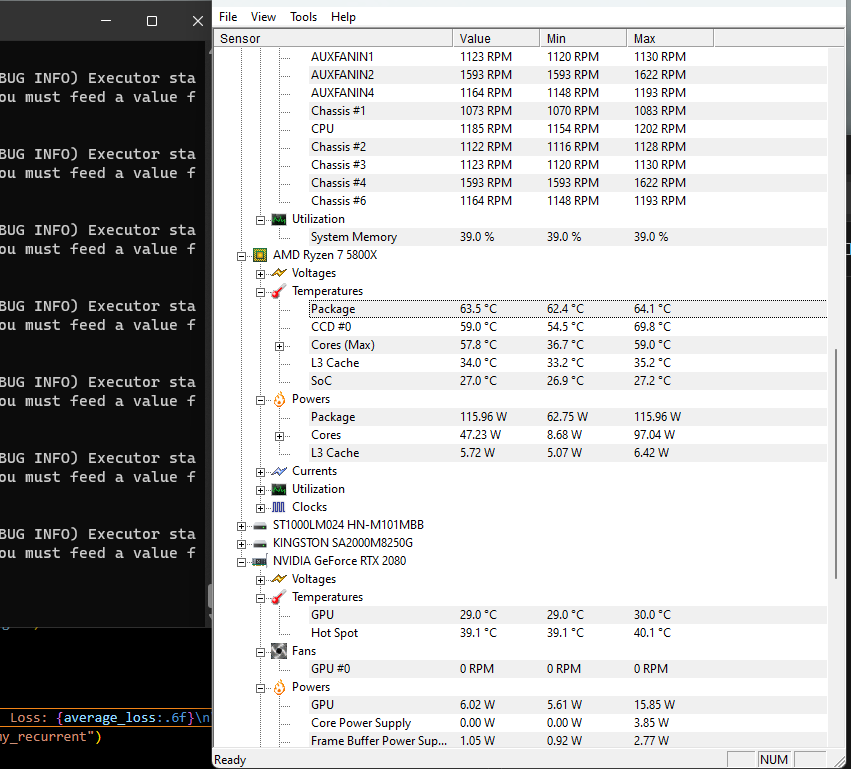 File View Tools Help
Sensor Value Min Max
AUXFANIN1 1123 RPM 1120 RPM 1130 RPM
AUXFANIN2 1593 RPM 1593 RPM 1622 RPM
AUXFANIN4 1164 RPM 1148 RPM 1193 RPM
Chassis #1 1073 RPM 1070 RPM 1083 RPM
CPU 1185 RPM 1154 RPM 1202 RPM
Chassis #2 1122 RPM 1116 RPM 1128 RPM
Chassis #3 1123 RPM 1120 RPM 1130 RPM
Chassis #4 1593 RPM 1593 RPM 1622 RPM
Chassis #6 1164 RPM 1148 RPM 1193 RPM
Utilization
System Memory 39.0 % 39.0 % 39.0 %
AMD Ryzen 7 5800X
Voltages
Temperatures
Package 63.5 °C 62.4 °C 64.1 °C
CCD #0 59.0 °C 54.5 °C 69.8 °C
Cores (Max) 57.8 °C 36.7 °C 59.0 °C
L3 Cache 34.0 °C 33.2 °C 35.2 °C
SoC 27.0 °C 26.9 °C 27.2 °C
Powers
Package 115.96 W 62.75 W 115.96 W
Cores 47.23 W 8.68 W 97.04 W
L3 Cache 5.72 W 5.07 W 6.42 W
Currents
Utilization
Clocks
ST1000LM024 HN-M101MBB
KINGSTON SA2000M8250G
NVIDIA GeForce RTX 2080
Voltages
Temperatures
GPU 29.0 °C 29.0 °C 30.0 °C
Hot Spot 39.1 °C 39.1 °C 40.1 °C
Fans
GPU #0 0 RPM 0 RPM 0 RPM
Powers
GPU 6.02 W 5.61 W 15.85 W
Core Power Supply 0.00 W 0.00 W 3.85 W
Frame Buffer Power Sup... 1.05 W 0.92 W 2.77 W
Ready NUM
BUG INFO) Executor sta
ou must feed a value f
BUG INFO) Executor sta
ou must feed a value f
BUG INFO) Executor sta
ou must feed a value f
BUG INFO) Executor sta
ou must feed a value f
BUG INFO) Executor sta
ou must feed a value f
BUG INFO) Executor sta
ou must feed a value f
BUG INFO) Executor sta
ou must feed a value f
Loss: {average_loss:.6f}\n
ny_recurrent")